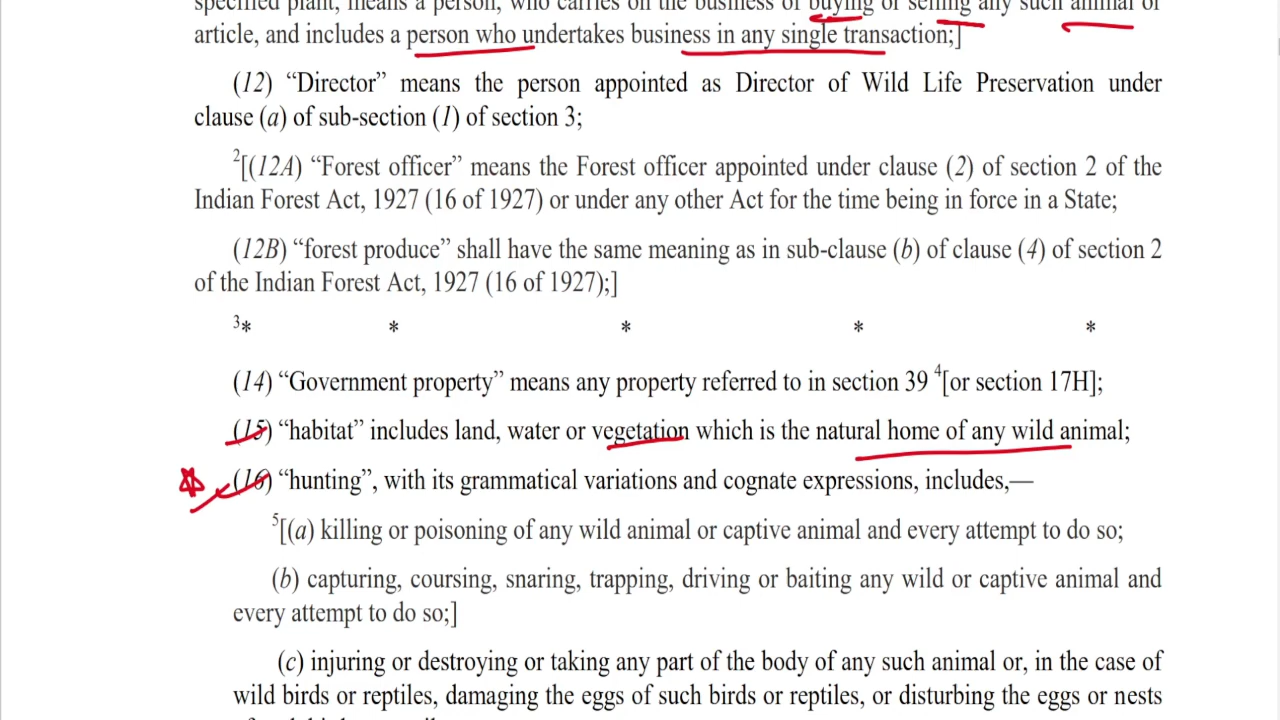 specified plant, means a person, who carries on the business of buying or selling any such animal or
article, and includes a person who undertakes business in any single transaction;]
(12) “Director” means the person appointed as Director of Wild Life Preservation under
clause (a) of sub-section (1) of section 3;
2[(12A) “Forest officer” means the Forest officer appointed under clause (2) of section 2 of the
Indian Forest Act, 1927 (16 of 1927) or under any other Act for the time being in force in a State;
(12B) “forest produce” shall have the same meaning as in sub-clause (b) of clause (4) of section 2
of the Indian Forest Act, 1927 (16 of 1927);]
3* * * * *
(14) “Government property” means any property referred to in section 39 4[or section 17H];
(15) “habitat” includes land, water or vegetation which is the natural home of any wild animal;
(16) “hunting”, with its grammatical variations and cognate expressions, includes,—
5[(a) killing or poisoning of any wild animal or captive animal and every attempt to do so;
(b) capturing, coursing, snaring, trapping, driving or baiting any wild or captive animal and
every attempt to do so;]
(c) injuring or destroying or taking any part of the body of any such animal or, in the case of
wild birds or reptiles, damaging the eggs of such birds or reptiles, or disturbing the eggs or nests